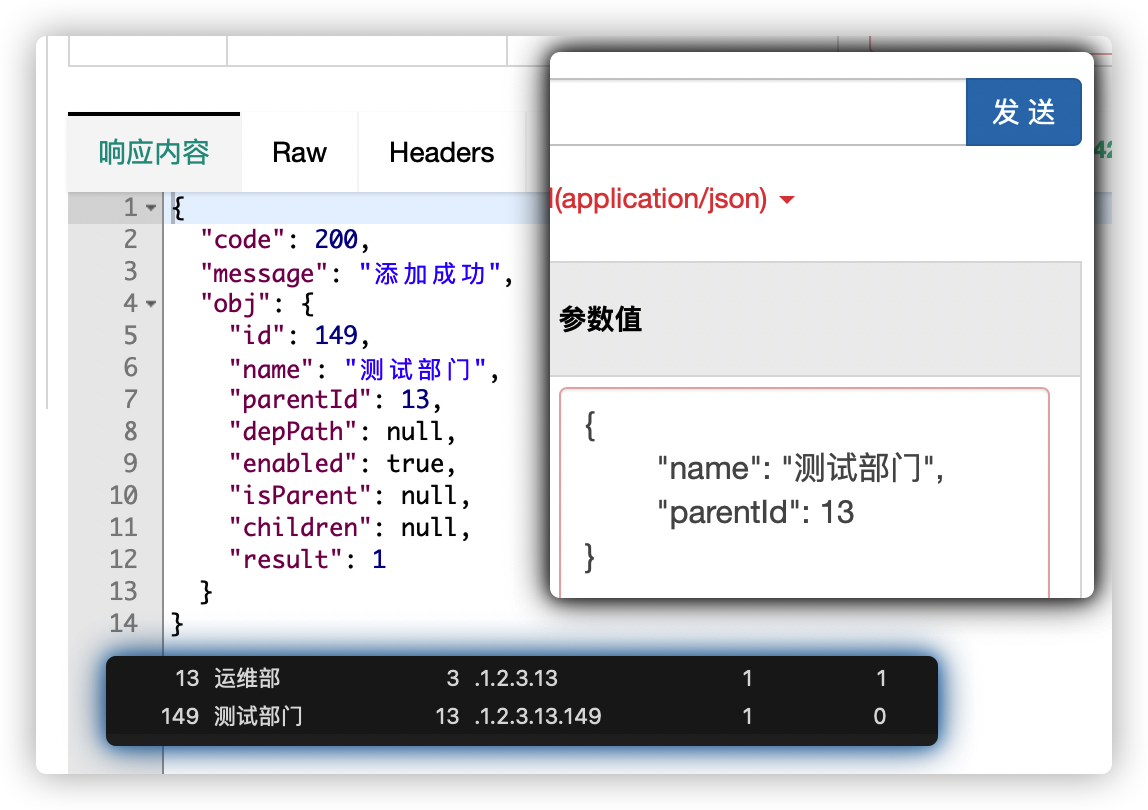 发 送
响应内容
Raw
Headers
42
(application/json)
参数值
{
"name": "测试部门",
"parentId": 13
}
1 {
2 "code": 200,
3 "message": "添加成功",
4 "obj": {
5 "id": 149,
6 "name": "测试部门",
7 "parentId": 13,
8 "depPath": null,
9 "enabled": true,
10 "isParent": null,
11 "children": null,
12 "result": 1
13 }
14 }
13 运维部 3 .1.2.3.13 1 1
149 测试部门 13 .1.2.3.13.149 1 0